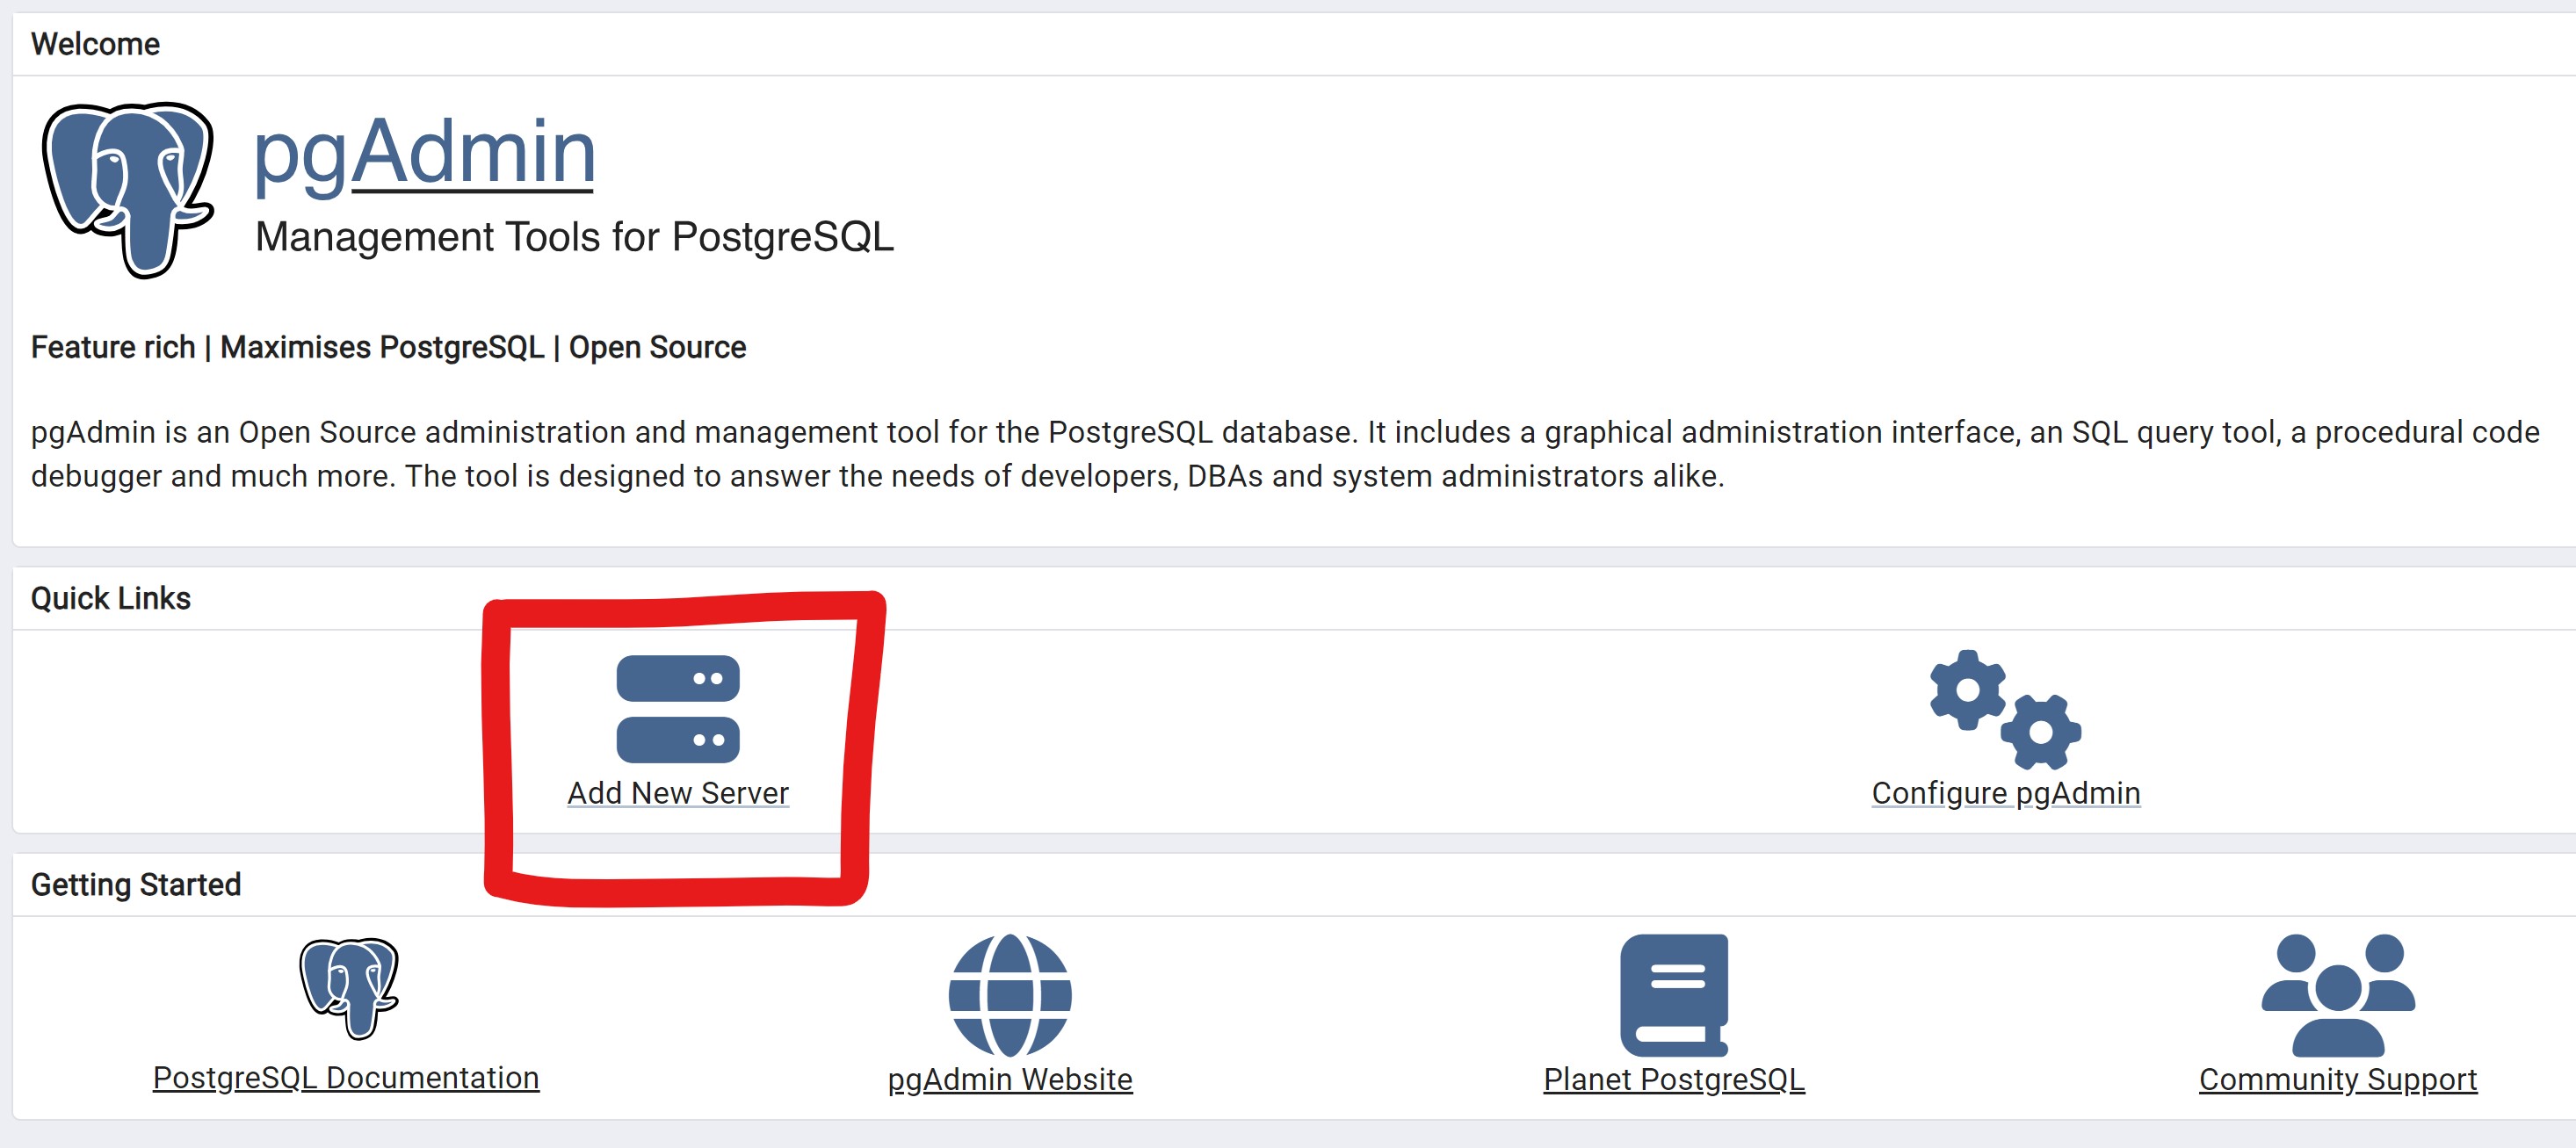 Welcome
pgAdmin
Management Tools for PostgreSQL
Feature rich | Maximises PostgreSQL | Open Source
pgAdmin is an Open Source administration and management tool for the PostgreSQL database. It includes a graphical administration interface, an SQL query tool, a procedural code
debugger and much more. The tool is designed to answer the needs of developers, DBAs and system administrators alike.
Quick Links
Add New Server
Configure pgAdmin
Getting Started
PostgreSQL Documentation
pgAdmin Website
Planet PostgreSQL
Community Support